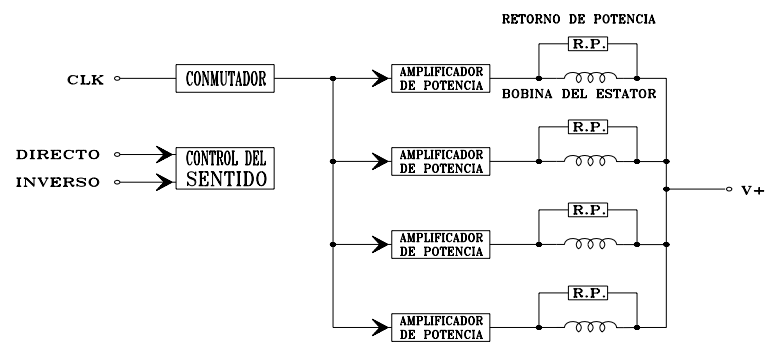 RETORNO DE POTENCIA
R.P.
CLK
CONMUTADOR
AMPLIFICADOR
DE POTENCIA
BOBINA DEL ESTATOR
R.P.
DIRECTO
INVERSO
CONTROL DEL
SENTIDO
AMPLIFICADOR
DE POTENCIA
V+
R.P.
AMPLIFICADOR
DE POTENCIA
R.P.
AMPLIFICADOR
DE POTENCIA